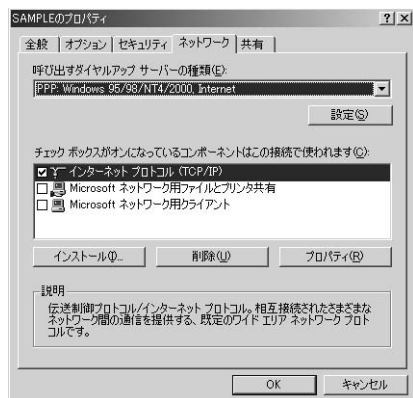 SAMPLEのプロパティ
全般 オプション セキュリティ ネットワーク 共有
呼び出すダイヤルアップ サーバーの種類(E):
PPP: Windows 95/98/NT4/2000, Internet
設定(S)
チェック ボックスがオンになっているコンポーネントはこの接続で使われます(C):
インターネット プロトコル (TCP/IP)
Microsoft ネットワーク用ファイルとプリンタ共有
Microsoft ネットワーク用クライアント
インストール(I)... 削除(U) プロパティ(R)
説明
伝送制御プロトコル/インターネット プロトコル。相互接続されたさまざまな
ネットワーク間の通信を提供する、既定のワイド エリア ネットワーク プロト
コルです。
OK キャンセル